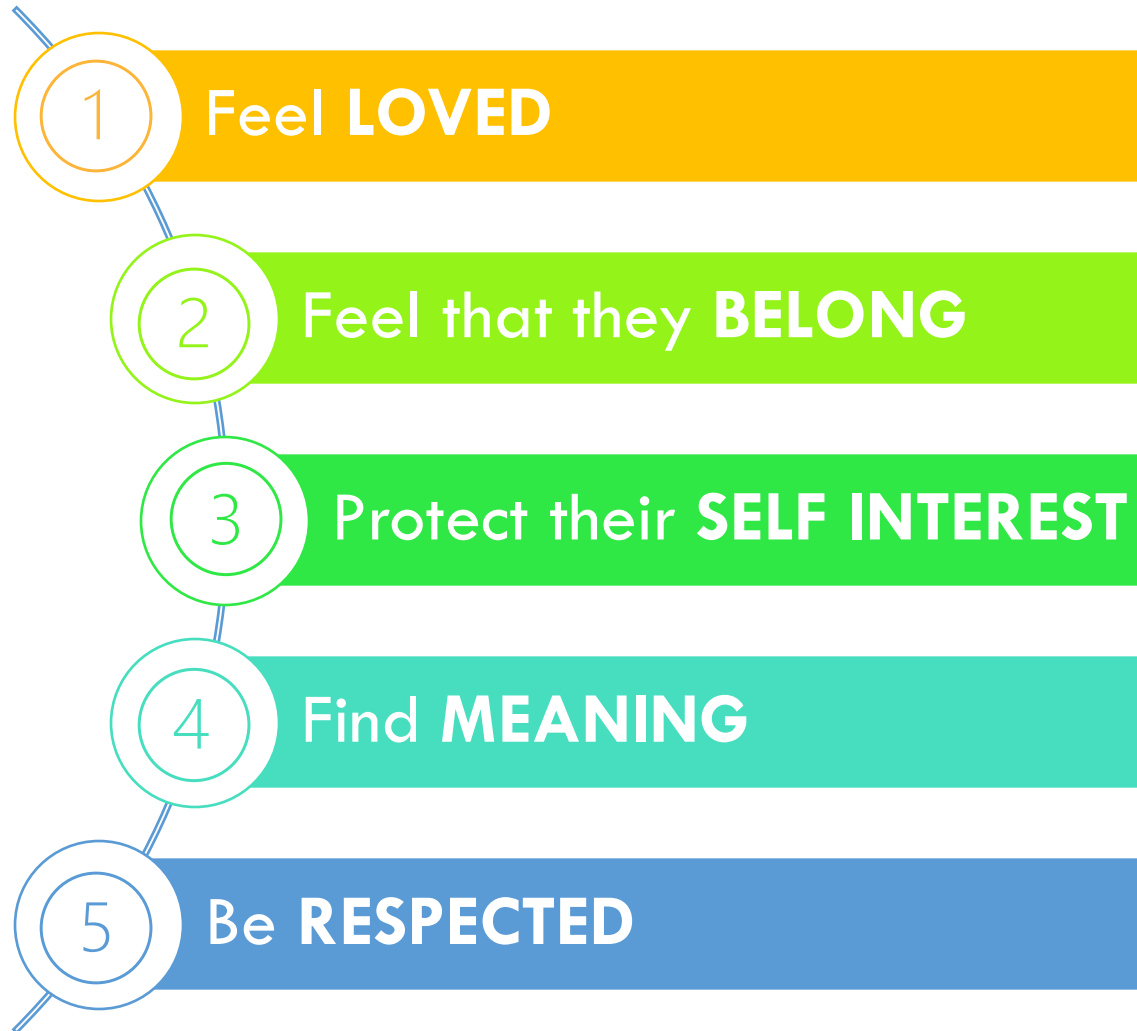 1 Feel LOVED
2 Feel that they BELONG
3 Protect their SELF INTEREST
4 Find MEANING
5 Be RESPECTED